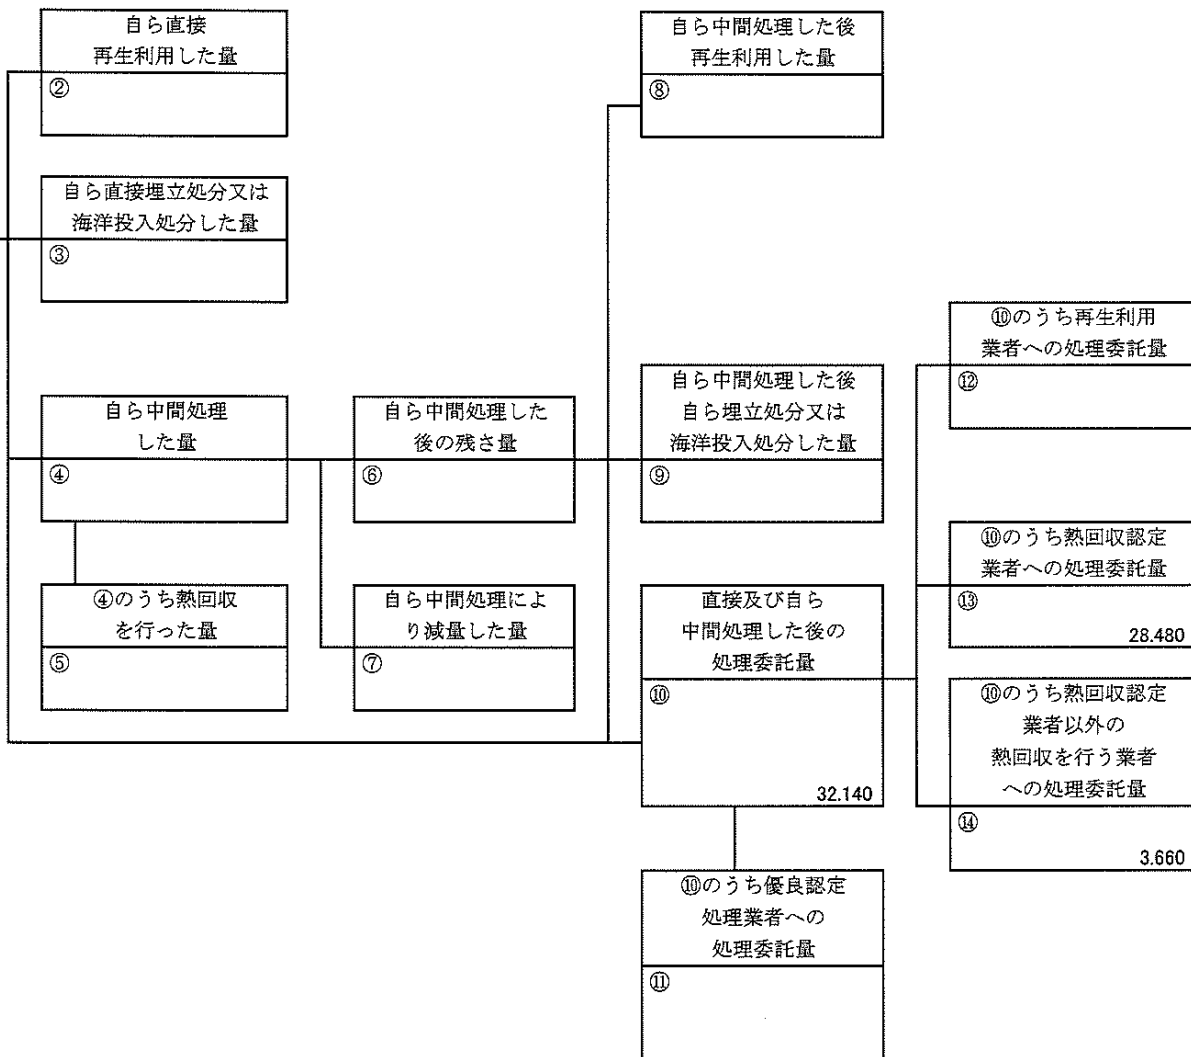 自ら直接
再生利用した量
②
自ら中間処理した後
再生利用した量
⑧
自ら直接埋立処分又は
海洋投入処分した量
③
⑩のうち再生利用
業者への処理委託量
⑫
自ら中間処理
した量
④
自ら中間処理した
後の残さ量
⑥
自ら中間処理した後
自ら埋立処分又は
海洋投入処分した量
⑨
⑩のうち熱回収認定
業者への処理委託量
⑬
28.480
④のうち熱回収
を行った量
⑤
自ら中間処理によ
り減量した量
⑦
直接及び自ら
中間処理した後の
処理委託量
⑩
32.140
⑩のうち熱回収認定
業者以外の
熱回収を行う業者
への処理委託量
⑭
3.660
⑩のうち優良認定
処理業者への
処理委託量
⑪